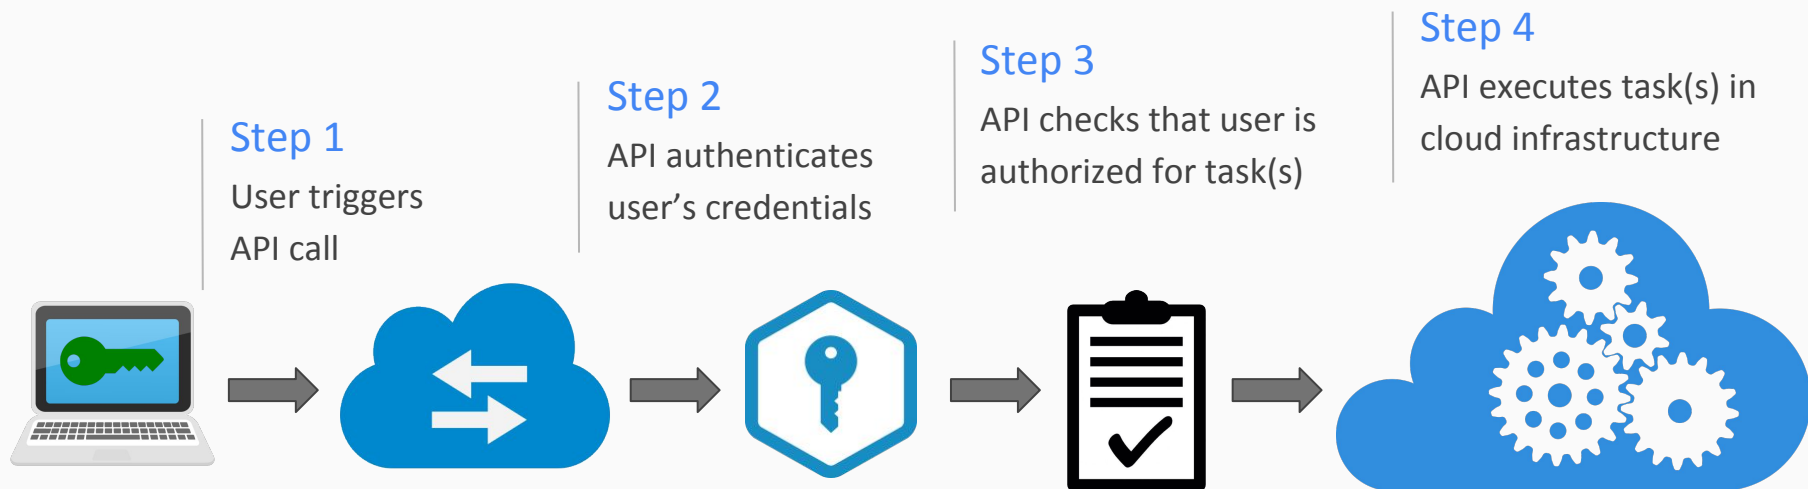 Step 1
User triggers
API call
Step 2
API authenticates
user’s credentials
Step 3
API checks that user is
authorized for task(s)
Step 4
API executes task(s) in
cloud infrastructure